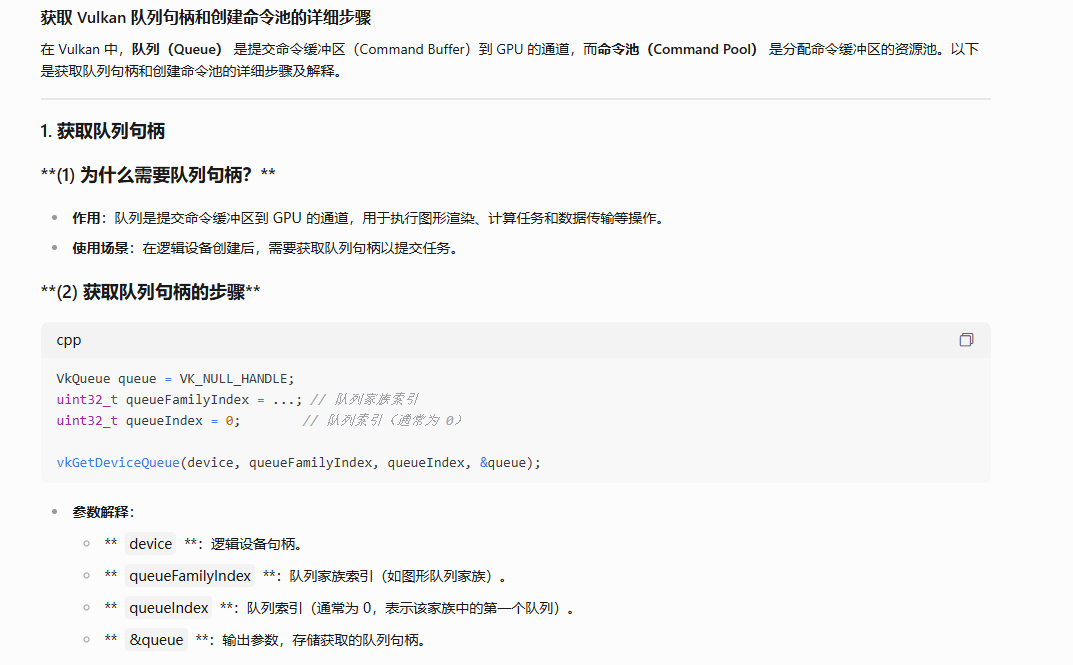 获取 Vulkan 队列句柄和创建命令池的详细步骤
在 Vulkan 中，队列（Queue） 是提交命令缓冲区（Command Buffer）到 GPU 的通道，而命令池（Command Pool） 是分配命令缓冲区的资源池。以下
是获取队列句柄和创建命令池的详细步骤及解释。
1. 获取队列句柄
**(1) 为什么需要队列句柄？**
作用：队列是提交命令缓冲区到 GPU 的通道，用于执行图形渲染、计算任务和数据传输等操作。
使用场景：在逻辑设备创建后，需要获取队列句柄以提交任务。
**(2) 获取队列句柄的步骤**
cpp
VkQueue queue = VK_NULL_HANDLE;
uint32_t queueFamilyIndex = ...; // 队列家族索引
uint32_t queueIndex = 0;        // 队列索引（通常为 0）
vkGetDeviceQueue(device, queueFamilyIndex, queueIndex, &queue);
参数解释：
** device **：逻辑设备句柄。
** queueFamilyIndex **：队列家族索引（如图形队列家族）。
** queueIndex **：队列索引（通常为 0，表示该家族中的第一个队列）。
** &queue **：输出参数，存储获取的队列句柄。